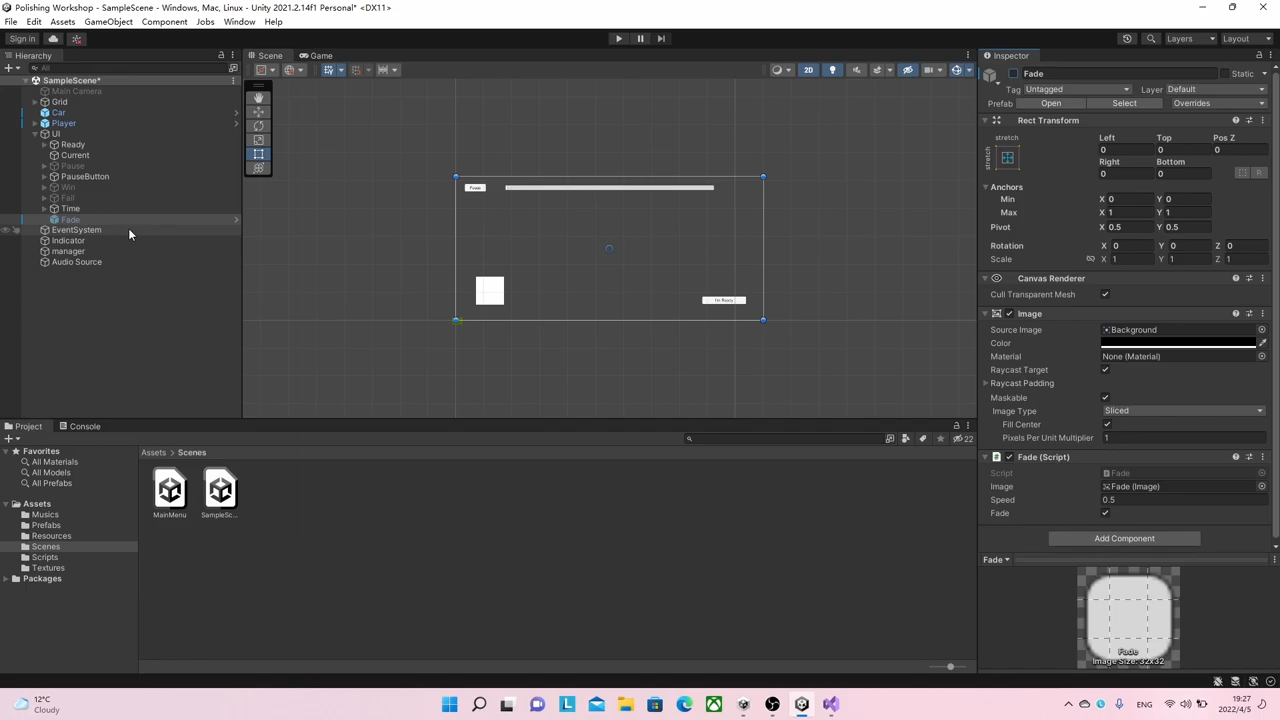 Polishing Workshop - SampleScene - Windows, Mac, Linux - Unity 2021.2.14f1 Personal* <DX11>
File Edit Assets GameObject Component Jobs Window Help
Sign in Layers Layout
Hierarchy Scene Game Inspector
All 2D Fade Static
SampleScene* Tag Untagged Layer Default
Main Camera
Grid Prefab Open Select Overrides
Car Rect Transform
Player
UI stretch Left Top Pos Z
Ready stretch 0 0 0
Current Right Bottom
Pause 0 0 R
PauseButton Anchors
Win Min X 0 Y 0
Fail Max X 1 Y 1
Time Pivot X 0.5 Y 0.5
Fade Rotation X 0 Y 0 Z 0
EventSystem Scale X 1 Y 1 Z 1
Indicator Canvas Renderer
manager Cull Transparent Mesh
Audio Source
Pause
I'm Ready
Image
Source Image Background
Color
Material None (Material)
Raycast Target
Raycast Padding
Maskable
Image Type Sliced
Fill Center
Pixels Per Unit Multiplier 1
Project Console
22
Favorites Assets Scenes Fade (Script)
All Materials Script Fade
All Models Image Fade (Image)
All Prefabs Speed 0.5
Assets Fade
Musics MainMenu SampleSc...
Prefabs Add Component
Resources
Scenes Fade
Scripts
Textures
Packages
Fade
Image Size: 32x32
12°C
Cloudy
L
ENG
19:27
2022/4/5